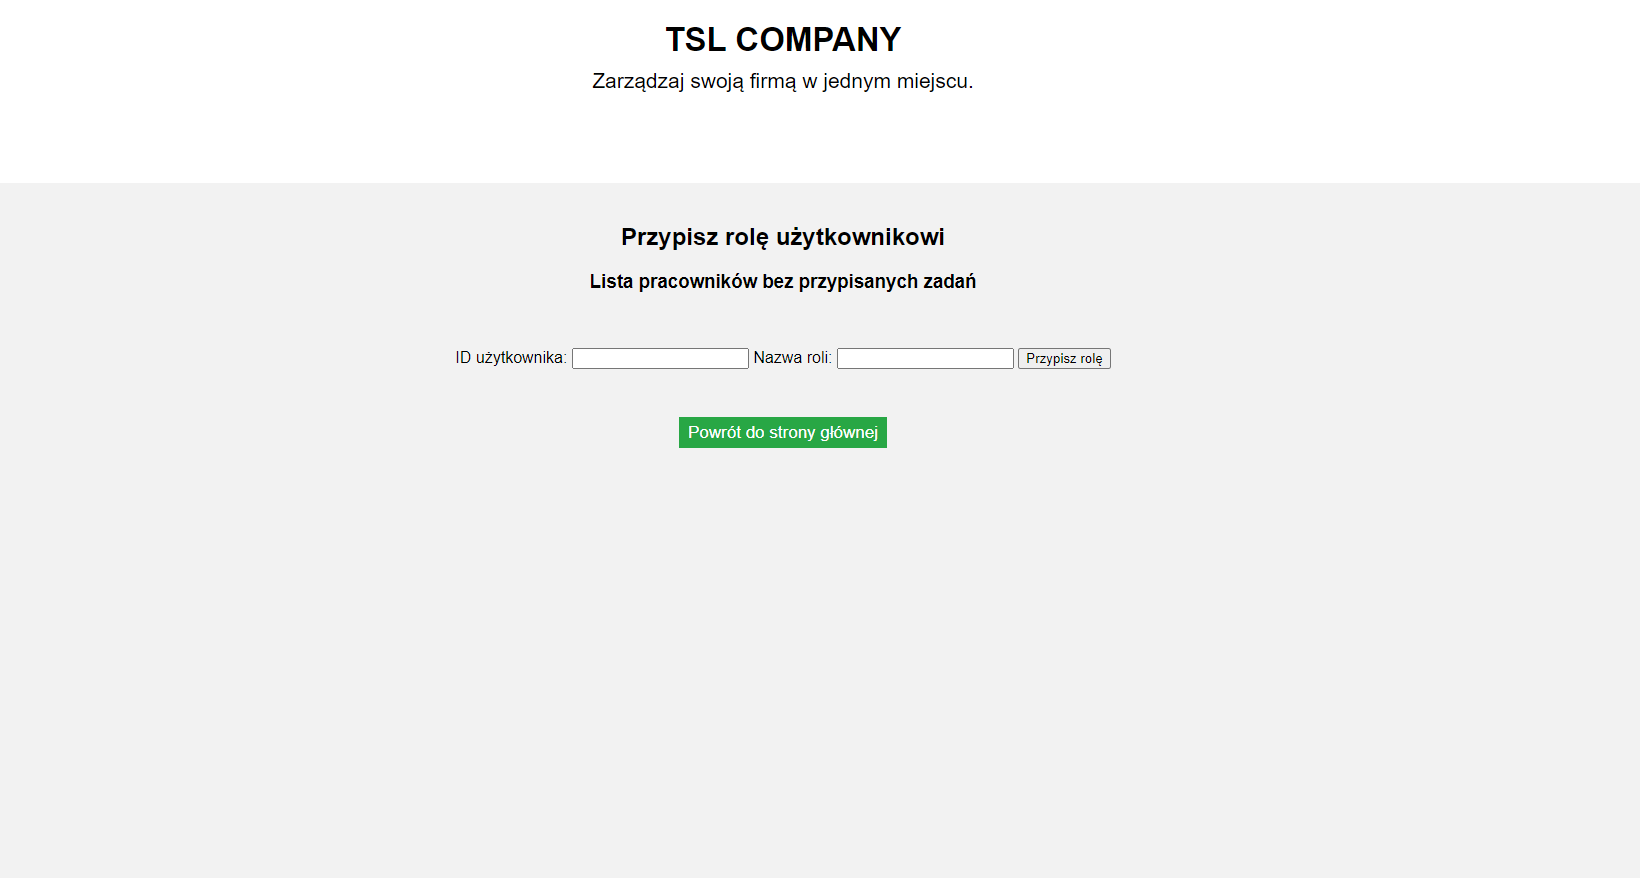 TSL COMPANY
Zarządzaj swoją firmą w jednym miejscu.
Przypisz rolę użytkownikowi
Lista pracowników bez przypisanych zadań
ID użytkownika: Nazwa roli: Przypisz rolę
Powrót do strony głównej